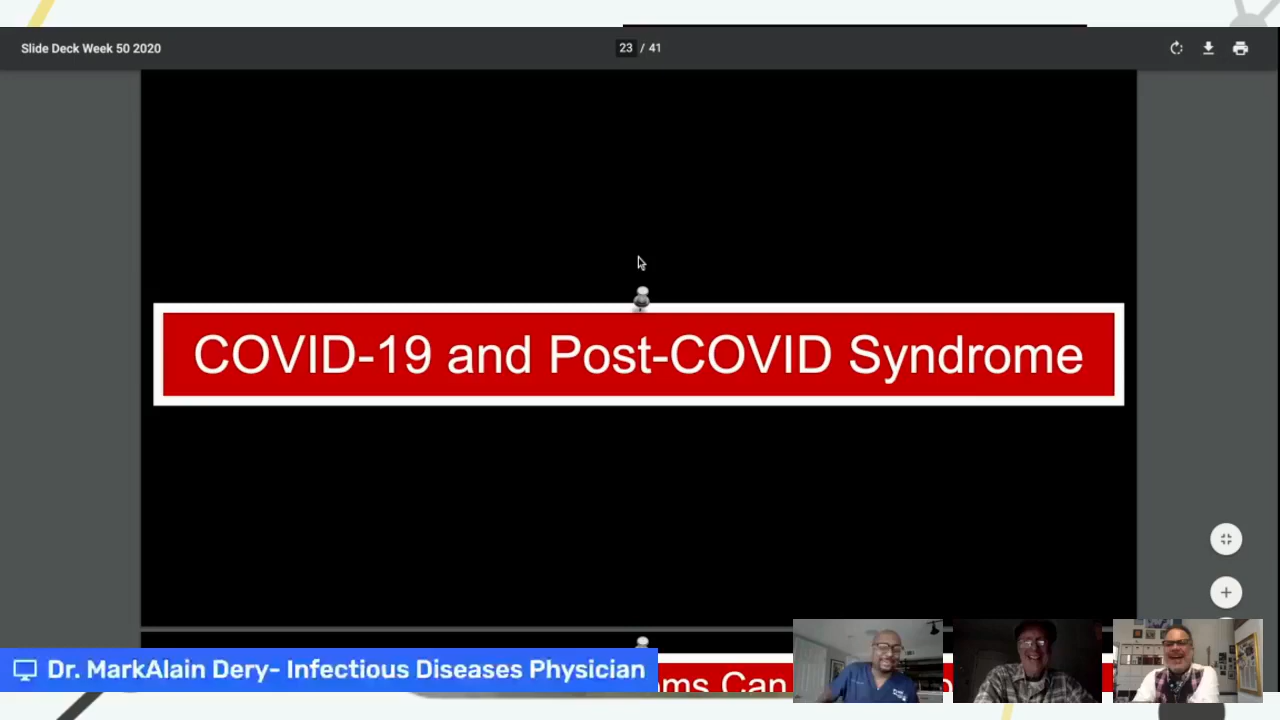 Slide Deck Week 50 2020
23 / 41
COVID-19 and Post-COVID Syndrome
Dr. MarkAlain Dery- Infectious Diseases Physician
Can